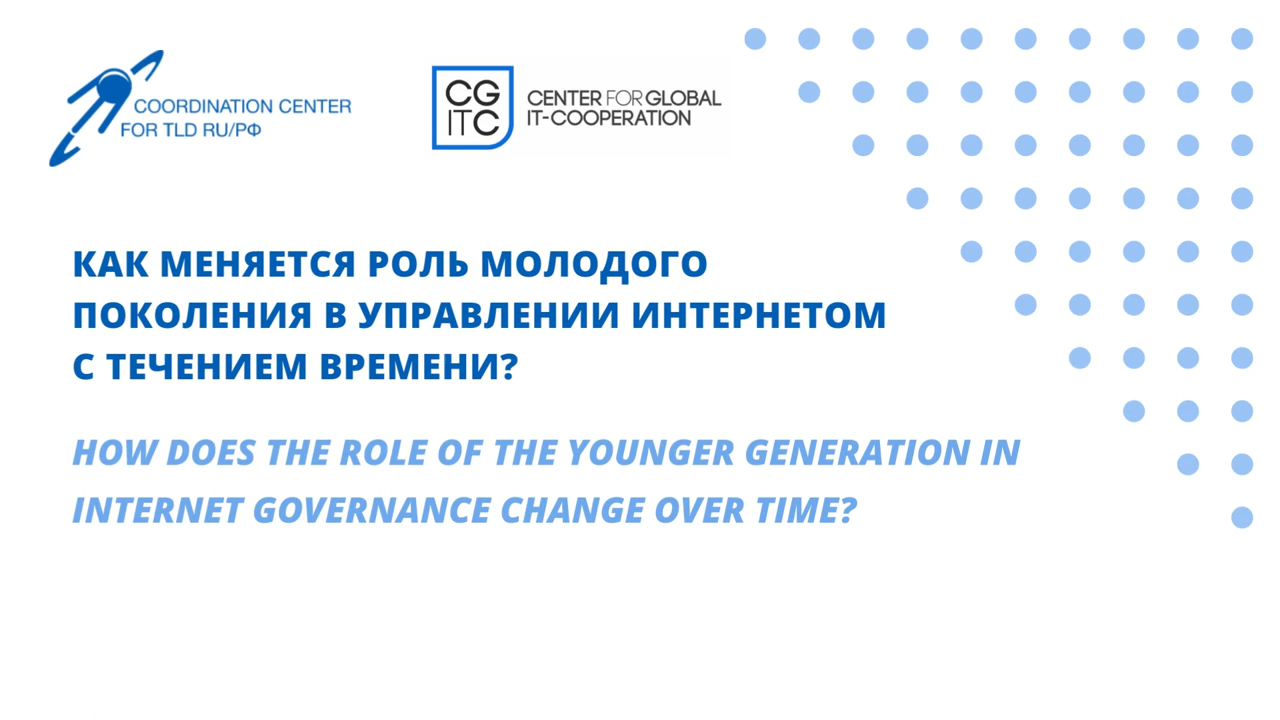 COORDINATION CENTER
FOR TLD RU/РФ
CG
ITC
CENTER FOR GLOBAL
IT-COOPERATION
КАК МЕНЯЕТСЯ РОЛЬ МОЛОДОГО
ПОКОЛЕНИЯ В УПРАВЛЕНИИ ИНТЕРНЕТОМ
С ТЕЧЕНИЕМ ВРЕМЕНИ?
HOW DOES THE ROLE OF THE YOUNGER GENERATION IN
INTERNET GOVERNANCE CHANGE OVER TIME?